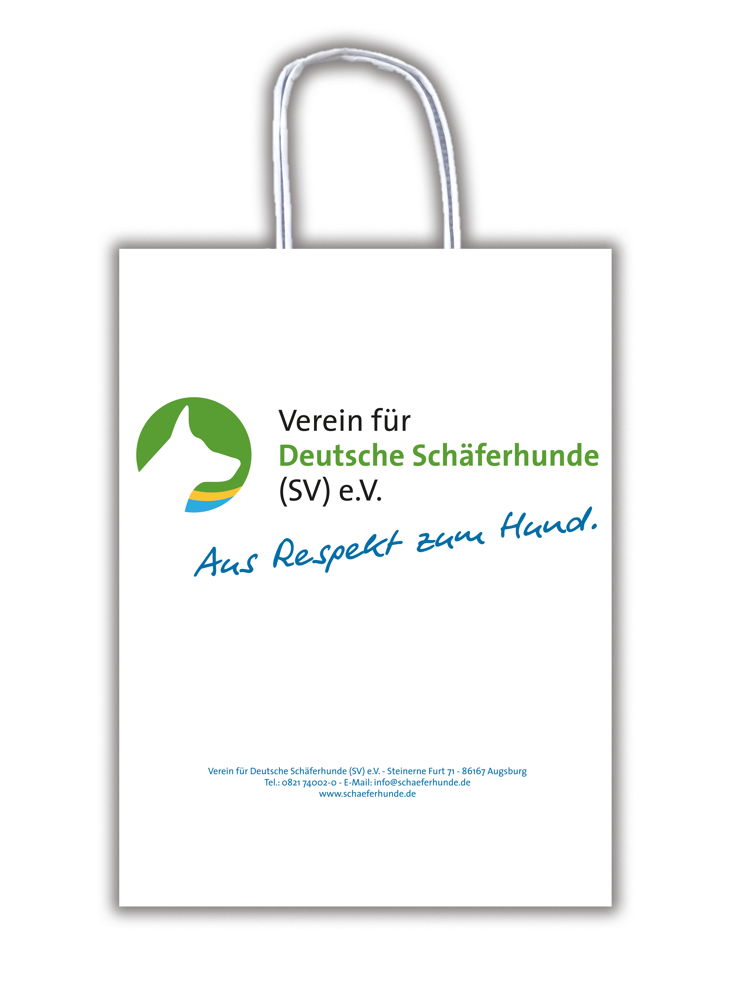 Verein für
Deutsche Schäferhunde
(SV) e.V.
Aus Respekt zum Hund.
Verein für Deutsche Schäferhunde (SV) e.V. - Steinerne Furt 71 - 86167 Augsburg
Tel.: 0821 74002-0 - E-Mail: info@schaeferhunde.de
www.schaeferhunde.de